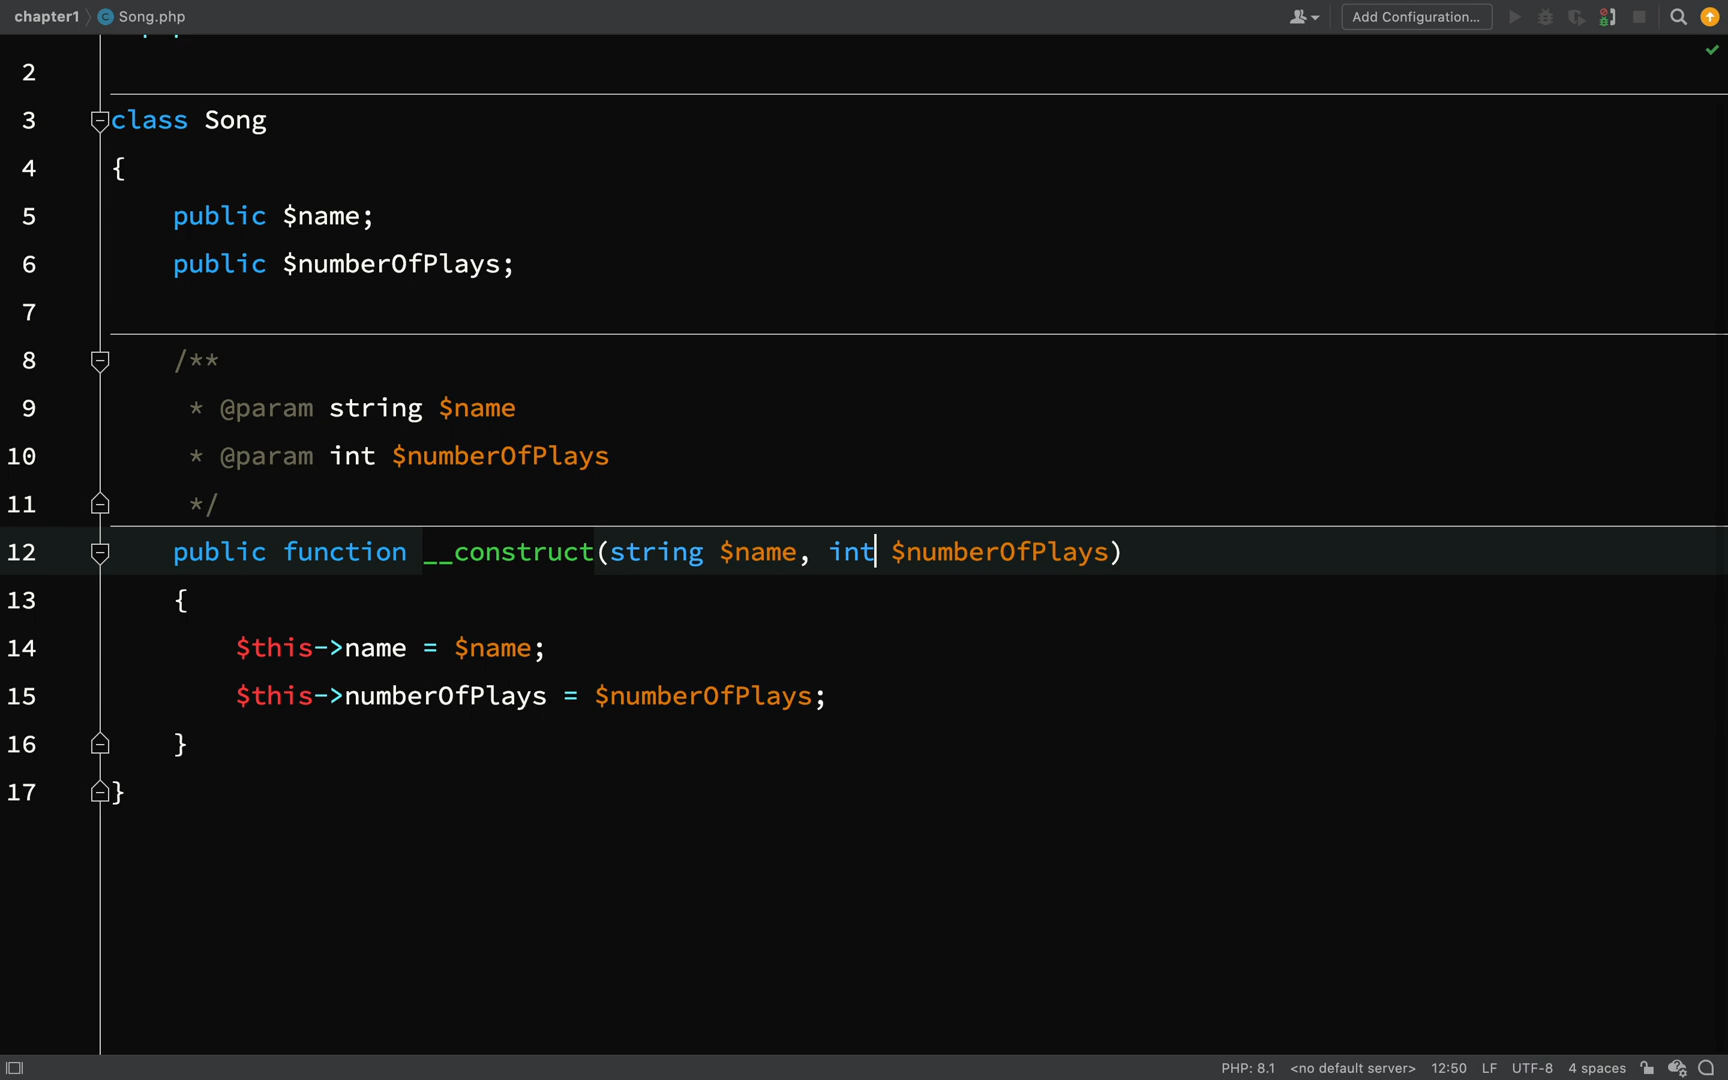 chapter1 Song.php Add Configuration...
2
3 class Song
4 {
5 public $name;
6 public $numberOfPlays;
7
8 /**
9 * @param string $name
10 * @param int $numberOfPlays
11 */
12 public function __construct(string $name, int $numberOfPlays)
13 {
14 $this->name = $name;
15 $this->numberOfPlays = $numberOfPlays;
16 }
17 }
PHP: 8.1 <no default server> 12:50 LF UTF-8 4 spaces